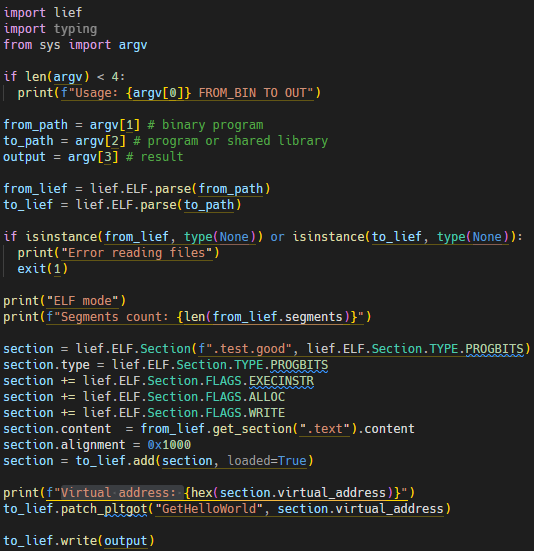 import lief
import typing
from sys import argv
if len(argv) < 4:
print(f"Usage: {argv[0]} FROM_BIN TO OUT")
from_path = argv[1] # binary program
to_path = argv[2] # program or shared library
output = argv[3] # result
from_lief = lief.ELF.parse(from_path)
to_lief = lief.ELF.parse(to_path)
if isinstance(from_lief, type(None)) or isinstance(to_lief, type(None)):
print("Error reading files")
exit(1)
print("ELF mode")
print(f"Segments count: {len(from_lief.segments)}")
section = lief.ELF.Section(f".test.good", lief.ELF.Section.TYPE.PROGBITS)
section.type = lief.ELF.Section.TYPE.PROGBITS
section += lief.ELF.Section.FLAGS.EXECINSTR
section += lief.ELF.Section.FLAGS.ALLOC
section += lief.ELF.Section.FLAGS.WRITE
section.content  = from_lief.get_section(".text").content
section.alignment = 0x1000
section = to_lief.add(section, loaded=True)
print(f"Virtual address: {hex(section.virtual_address)}")
to_lief.patch_pltgot("GetHelloWorld", section.virtual_address)
to_lief.write(output)